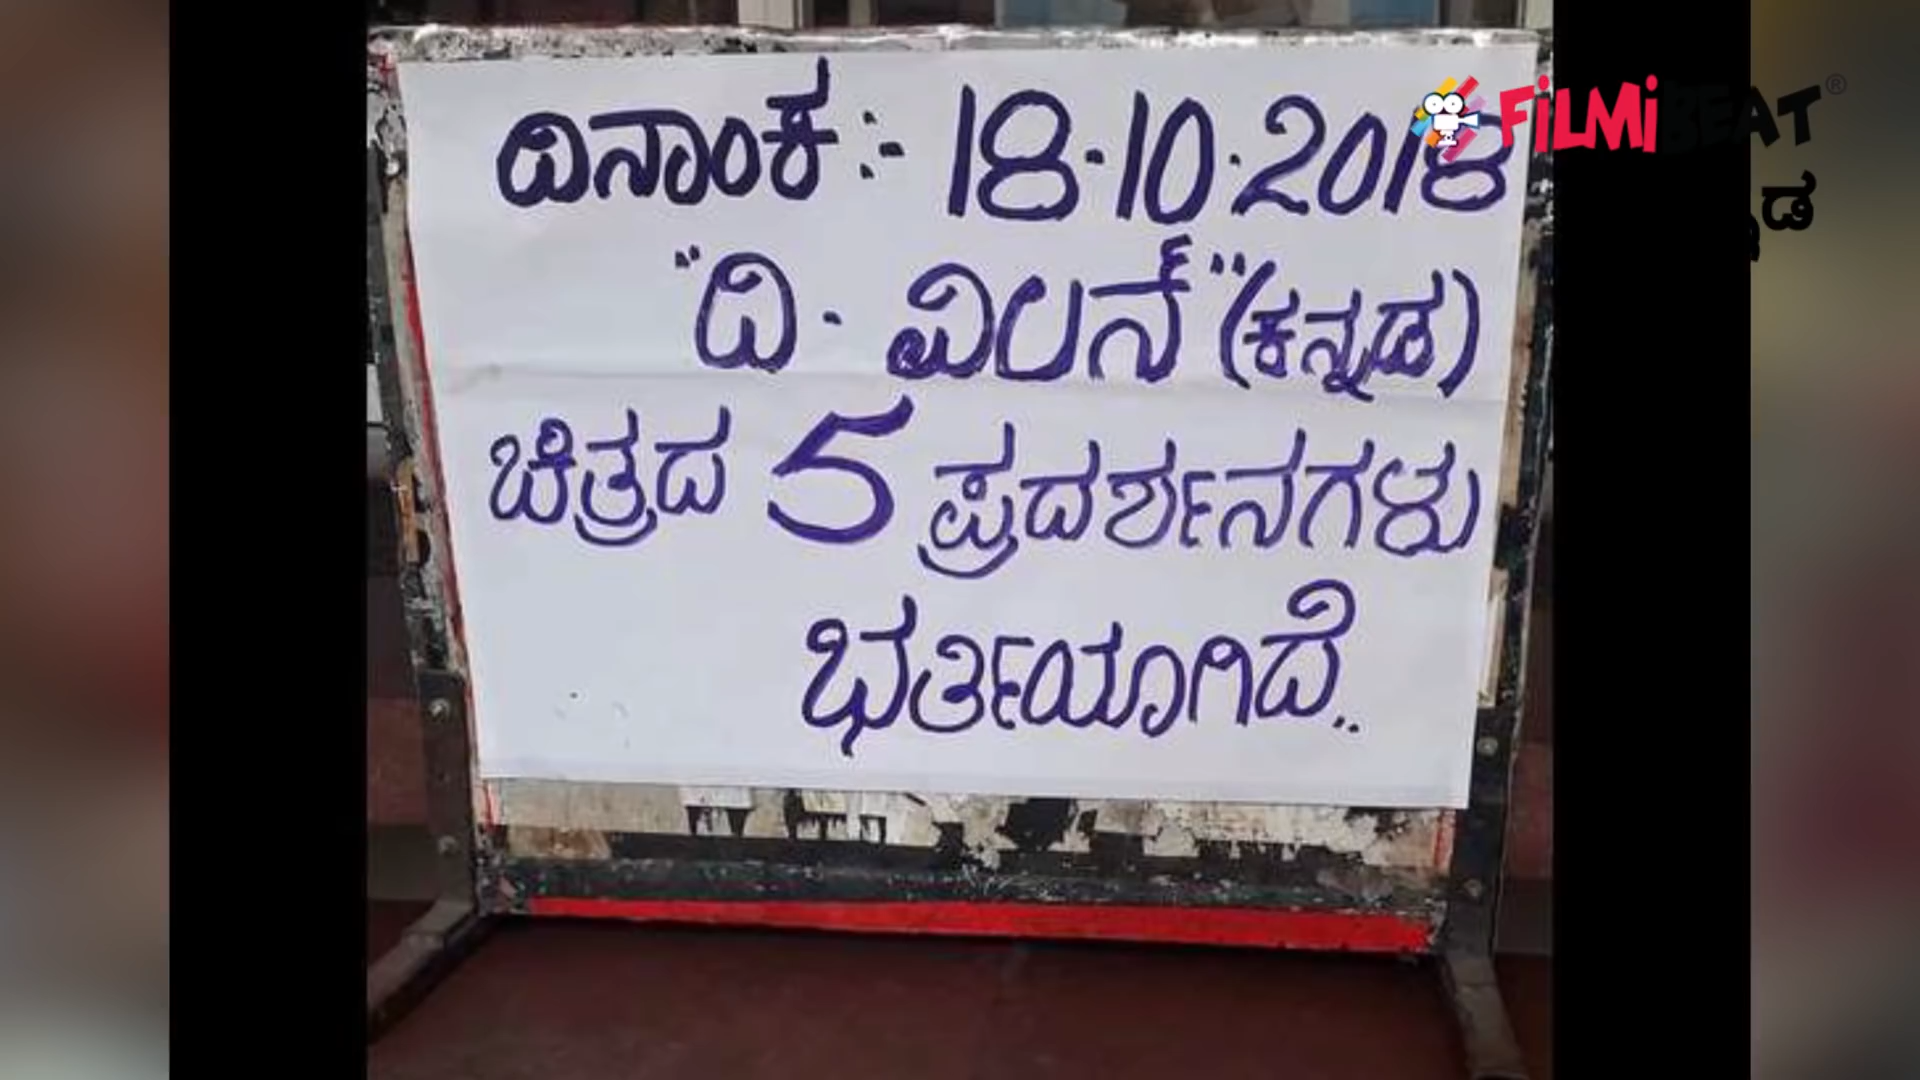 ದಿನಾಂಕ :- 18.10.2018
"ದಿ. ವಿಲನ್" (ಕನ್ನಡ)
ಚಿತ್ರದ 5 ಪ್ರದರ್ಶನಗಳು
ಭರ್ತಿಯಾಗಿದೆ..
FiLMiBEAT®